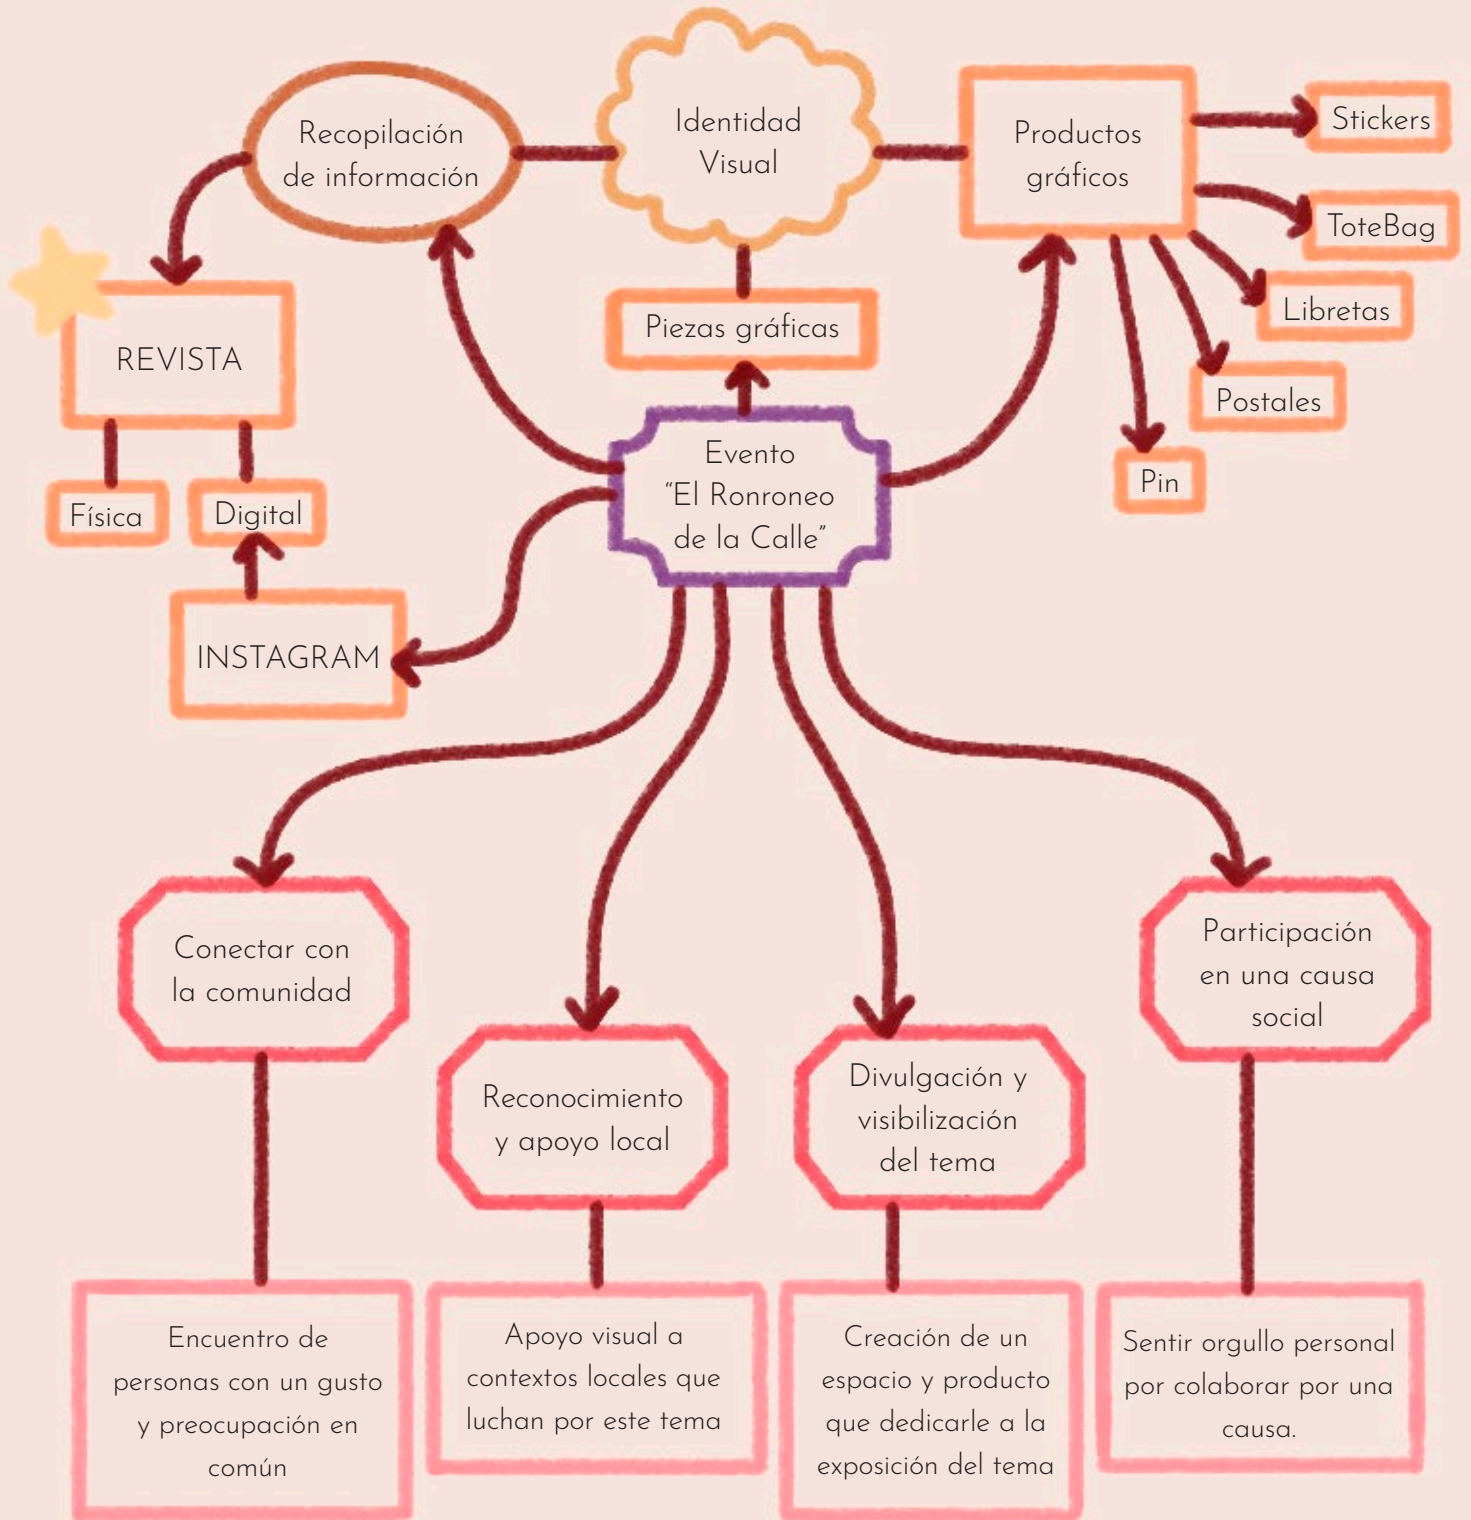 Recopilación
de información
Identidad
Visual
Productos
gráficos
Stickers
ToteBag
Libretas
Postales
Pin
REVISTA
Física
Digital
INSTAGRAM
Piezas gráficas
Evento
“El Ronroneo
de la Calle”
Conectar con
la comunidad
Reconocimiento
y apoyo local
Divulgación y
visibilización
del tema
Participación
en una causa
social
Encuentro de
personas con un gusto
y preocupación en
común
Apoyo visual a
contextos locales que
luchan por este tema
Creación de un
espacio y producto
que dedicarle a la
exposición del tema
Sentir orgullo personal
por colaborar por una
causa.